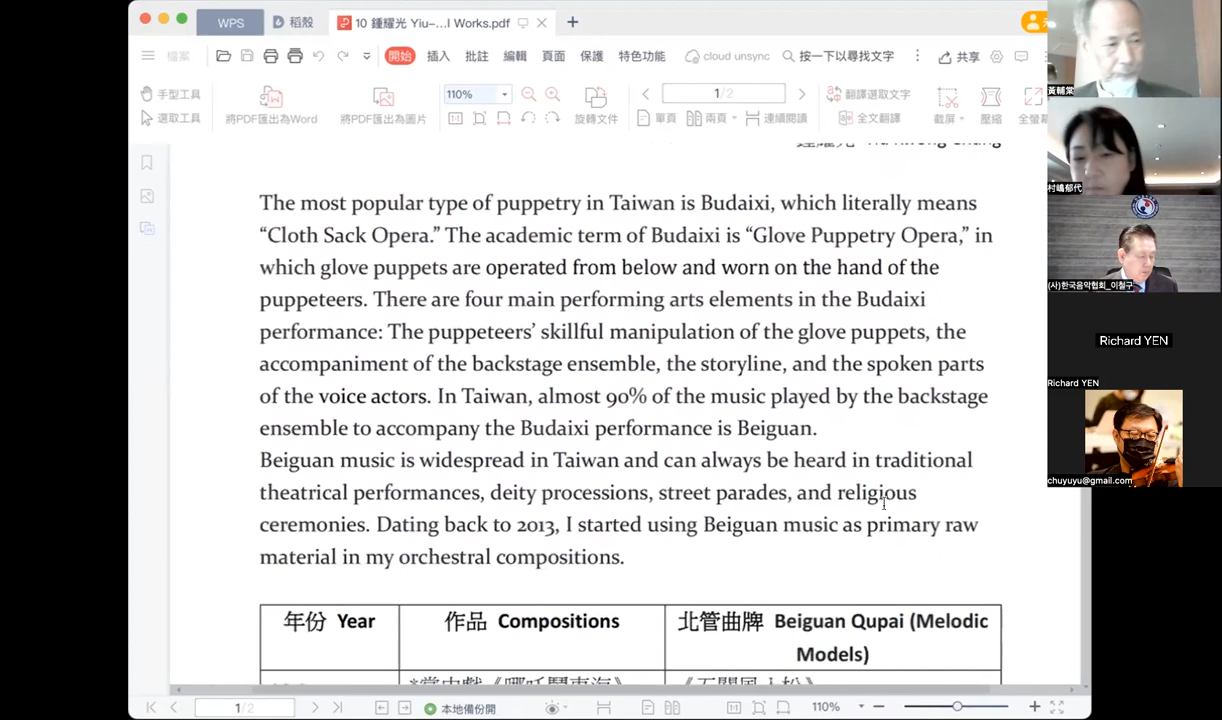 WPS
稻殼
10 鍾耀光 Yiu-...l Works.pdf
檔案
開始
插入
批註
編輯
頁面
保護
特色功能
cloud unsync
按一下以尋找文字
共享
手型工具
選取工具
將PDF匯出為Word
將PDF匯出為圖片
110%
旋轉文件
1/2
單頁
兩頁
連續閱讀
翻譯選取文字
全文翻譯
截屏
壓縮
全螢幕
The most popular type of puppetry in Taiwan is Budaixi, which literally means
“Cloth Sack Opera.” The academic term of Budaixi is “Glove Puppetry Opera,” in
which glove puppets are operated from below and worn on the hand of the
puppeteers. There are four main performing arts elements in the Budaixi
performance: The puppeteers’ skillful manipulation of the glove puppets, the
accompaniment of the backstage ensemble, the storyline, and the spoken parts
of the voice actors. In Taiwan, almost 90% of the music played by the backstage
ensemble to accompany the Budaixi performance is Beiguan.
Beiguan music is widespread in Taiwan and can always be heard in traditional
theatrical performances, deity processions, street parades, and religious
ceremonies. Dating back to 2013, I started using Beiguan music as primary raw
material in my orchestral compositions.
年份 Year
作品 Compositions
北管曲牌 Beiguan Qupai (Melodic
Models)
1/2
本地備份開
110%
黃輔棠
村嶋郁代
(사)한국음악협회_이철구
Richard YEN
Richard YEN
chuyuyu@gmail.com